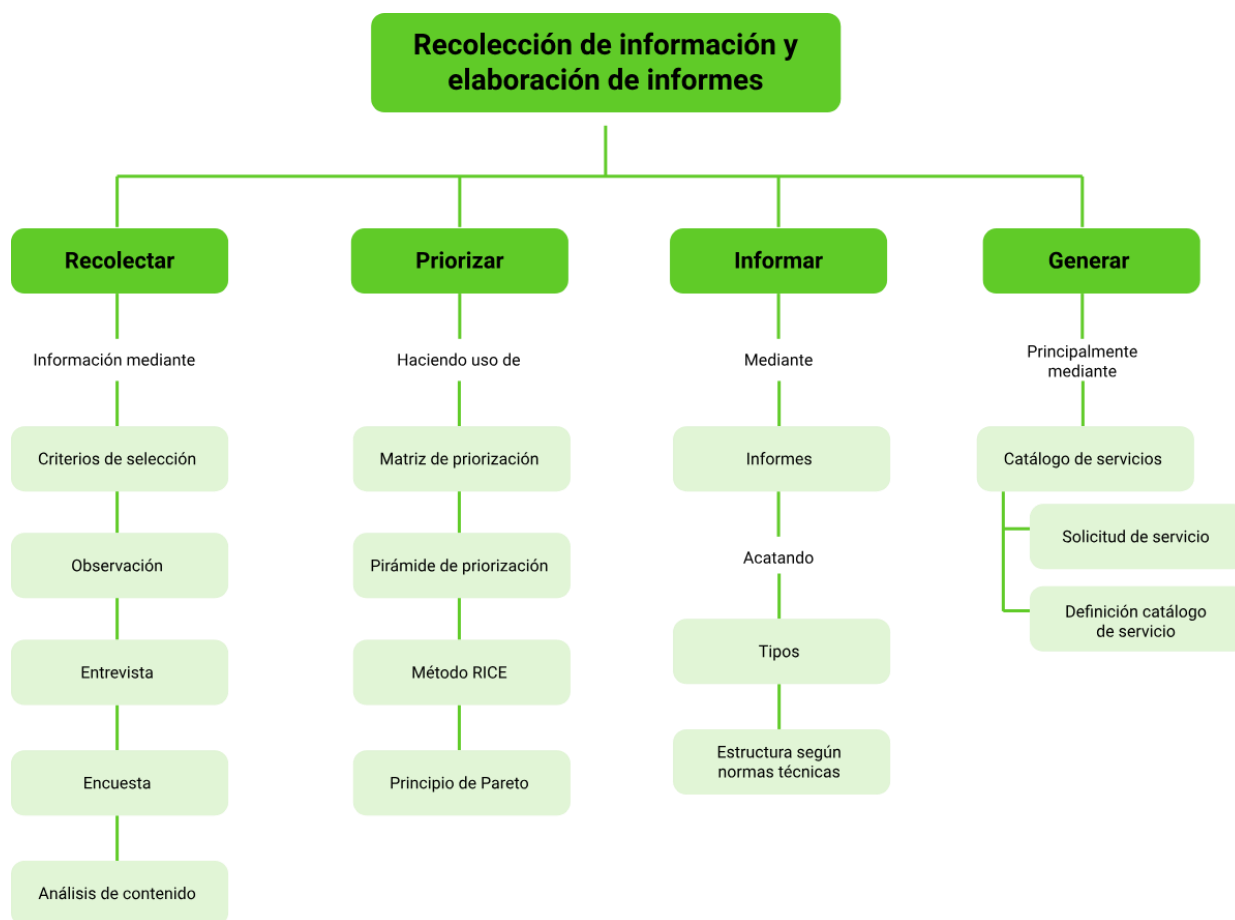 Recolección de información y
elaboración de informes
Recolectar
Priorizar
Informar
Generar
Información mediante
Haciendo uso de
Mediante
Principalmente
mediante
Criterios de selección
Matriz de priorización
Informes
Catálogo de servicios
Solicitud de servicio
Observación
Pirámide de priorización
Acatando
Definición catálogo
de servicio
Entrevista
Método RICE
Tipos
Estructura según
normas técnicas
Encuesta
Principio de Pareto
Análisis de contenido